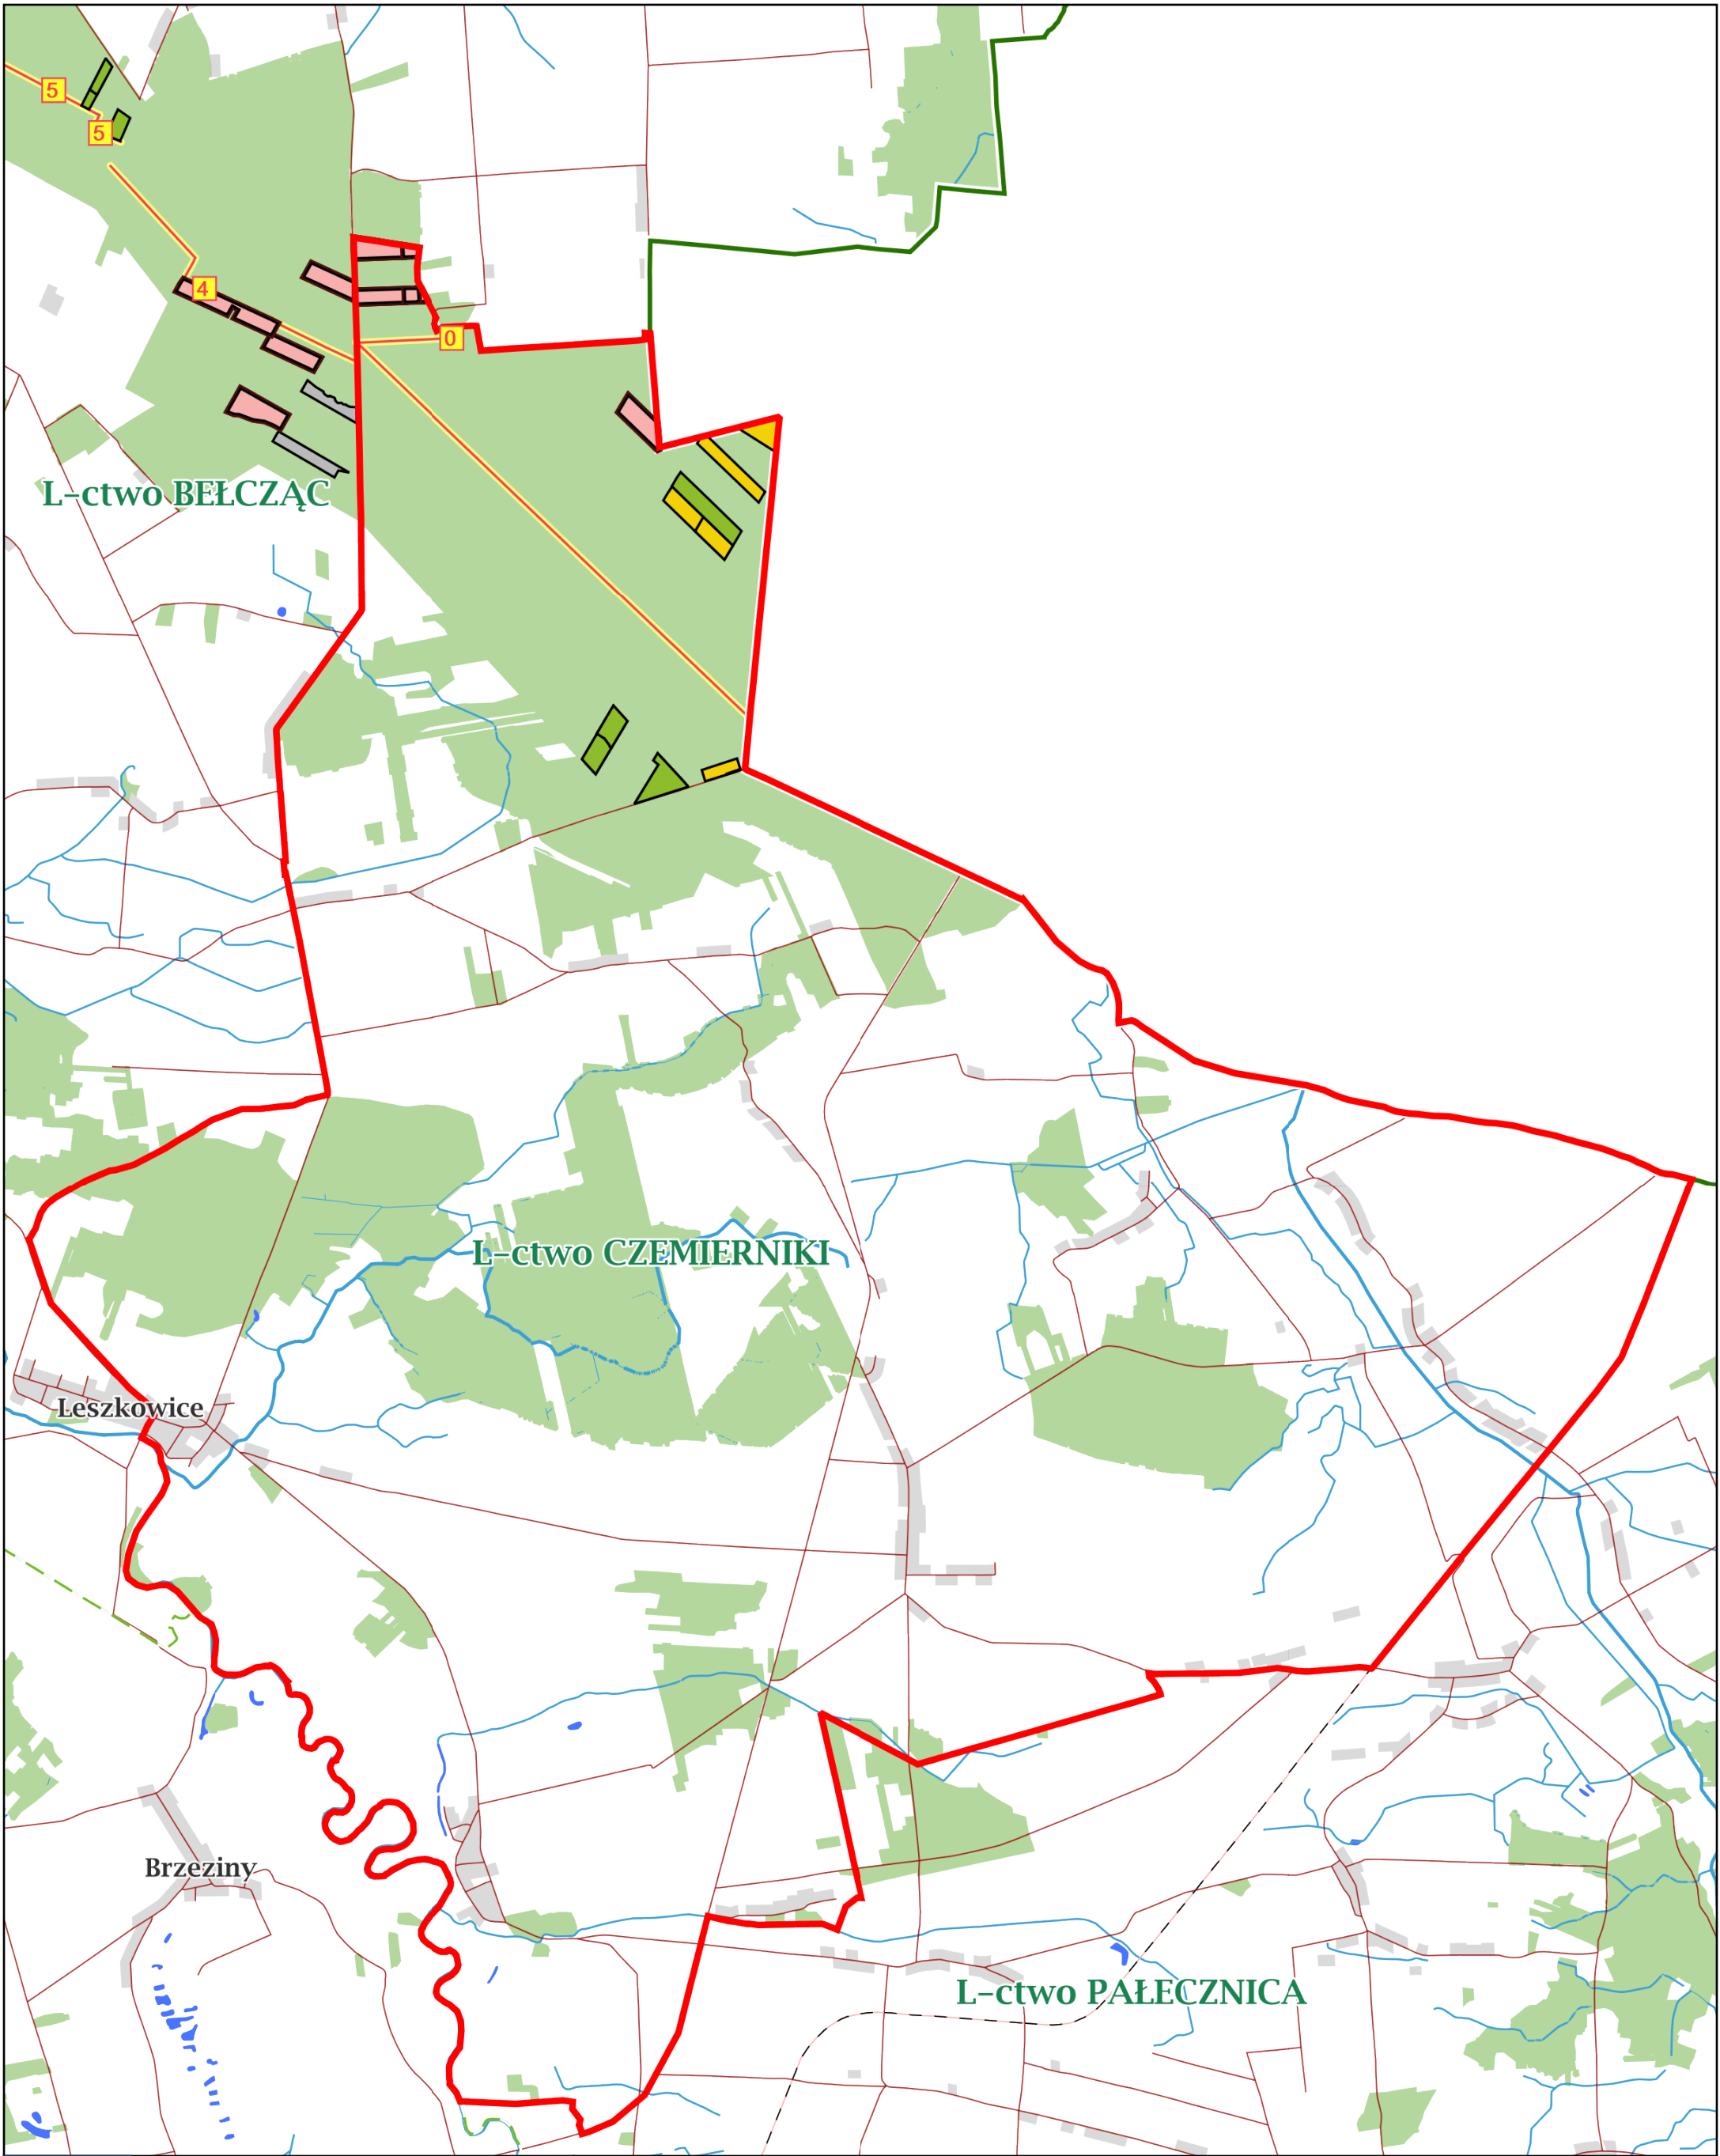 5
5
4
0
L-ctwo BEŁCZĄC
L-ctwo CZEMIERNIKI
Leszkowice
Brzeziny
L-ctwo PAŁECZNICA